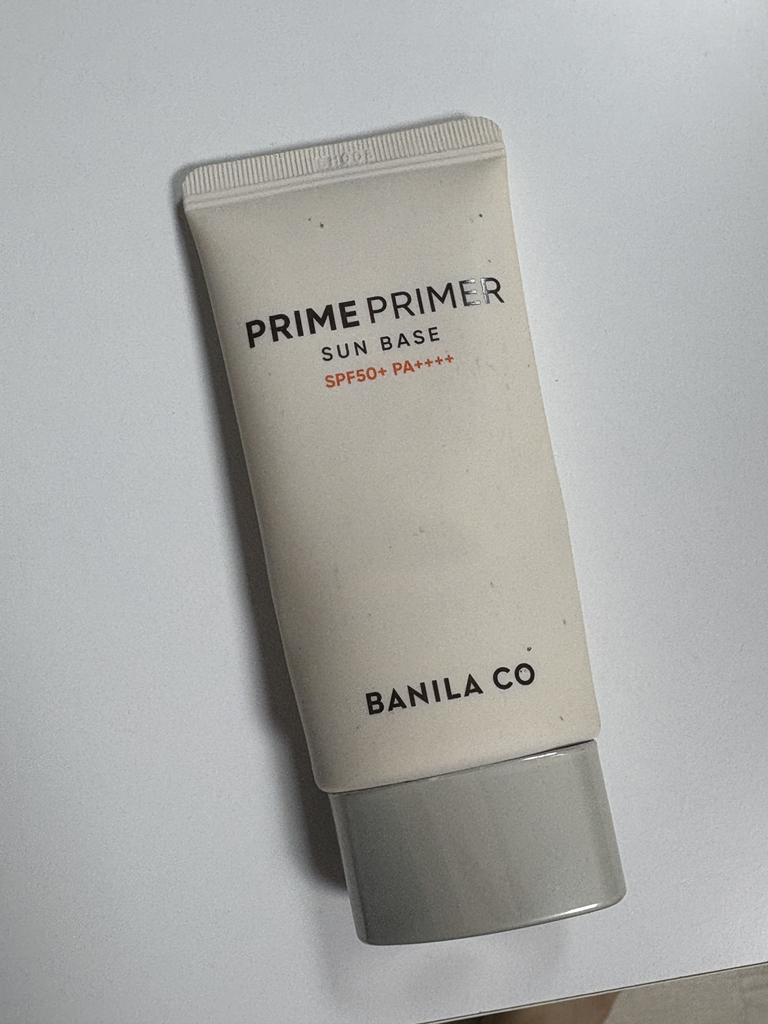 PRIME PRIMER
SUN BASE
SPF50+ PA++++
BANILA CO